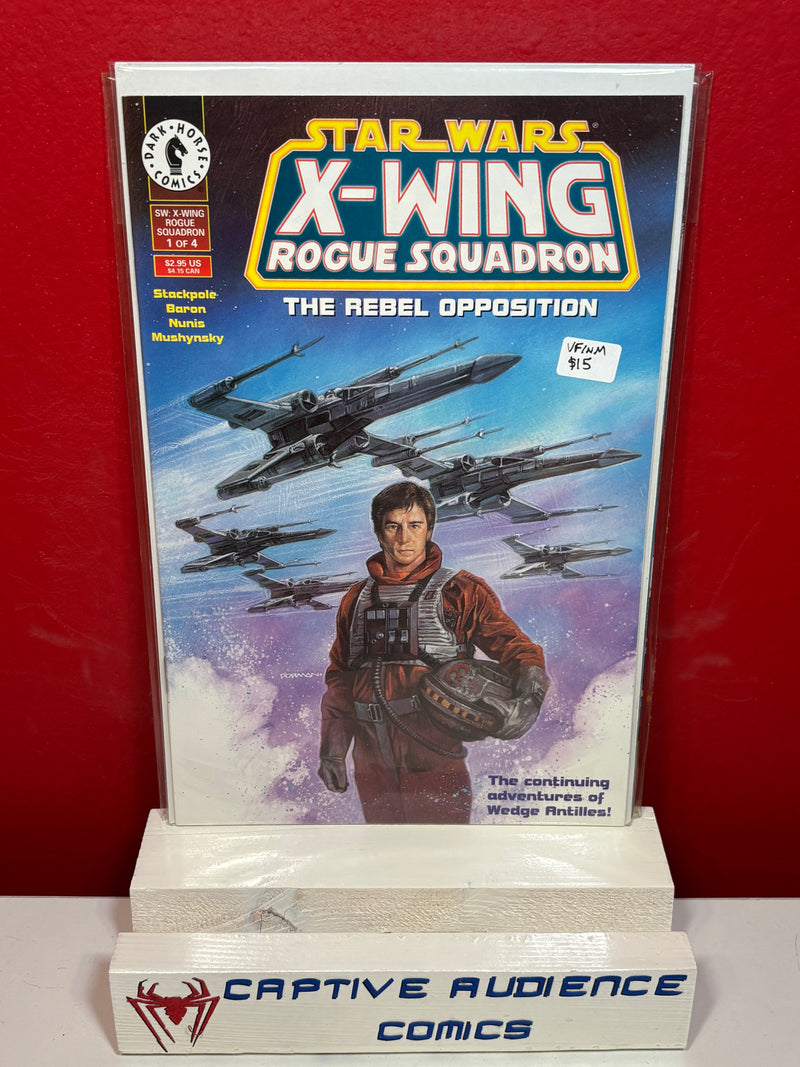 DARK • HORSE
COMICS
SW: X-WING
ROGUE
SQUADRON
1 OF 4
$2.95 US
$4.15 CAN
Stackpole
Baron
Nunis
Mushynsky
STAR WARS®
X-WING
ROGUE SQUADRON
THE REBEL OPPOSITION
VF/NM
$15
DORMAN
The continuing
adventures of
Wedge Antilles!
CAPTIVE AUDIENCE
COMICS